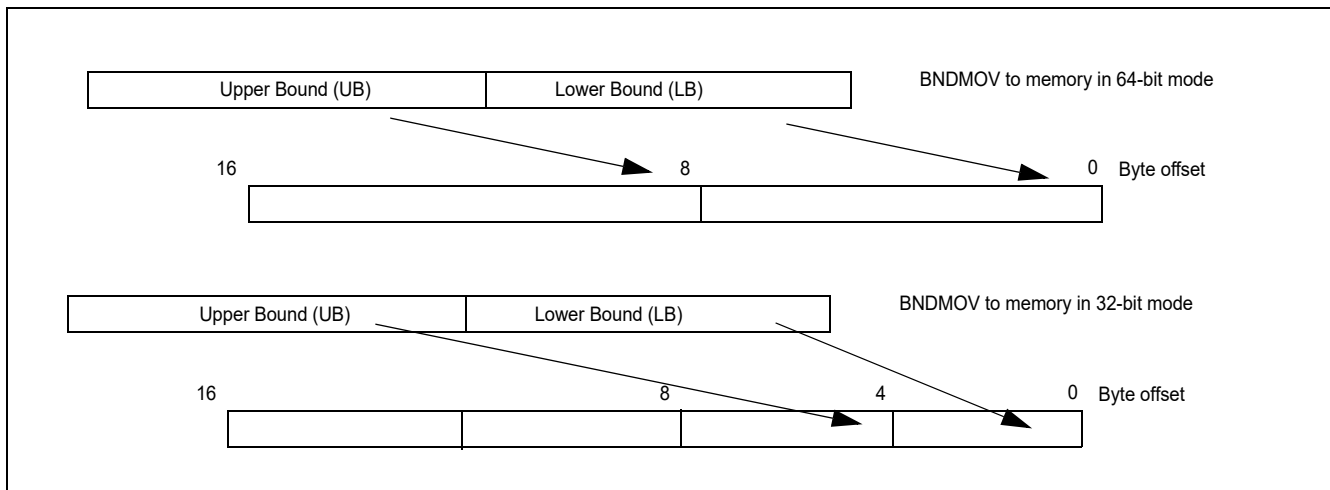 Upper Bound (UB) Lower Bound (LB) BNDMOV to memory in 64-bit mode
16 8 0 Byte offset
Upper Bound (UB) Lower Bound (LB) BNDMOV to memory in 32-bit mode
16 8 4 0 Byte offset